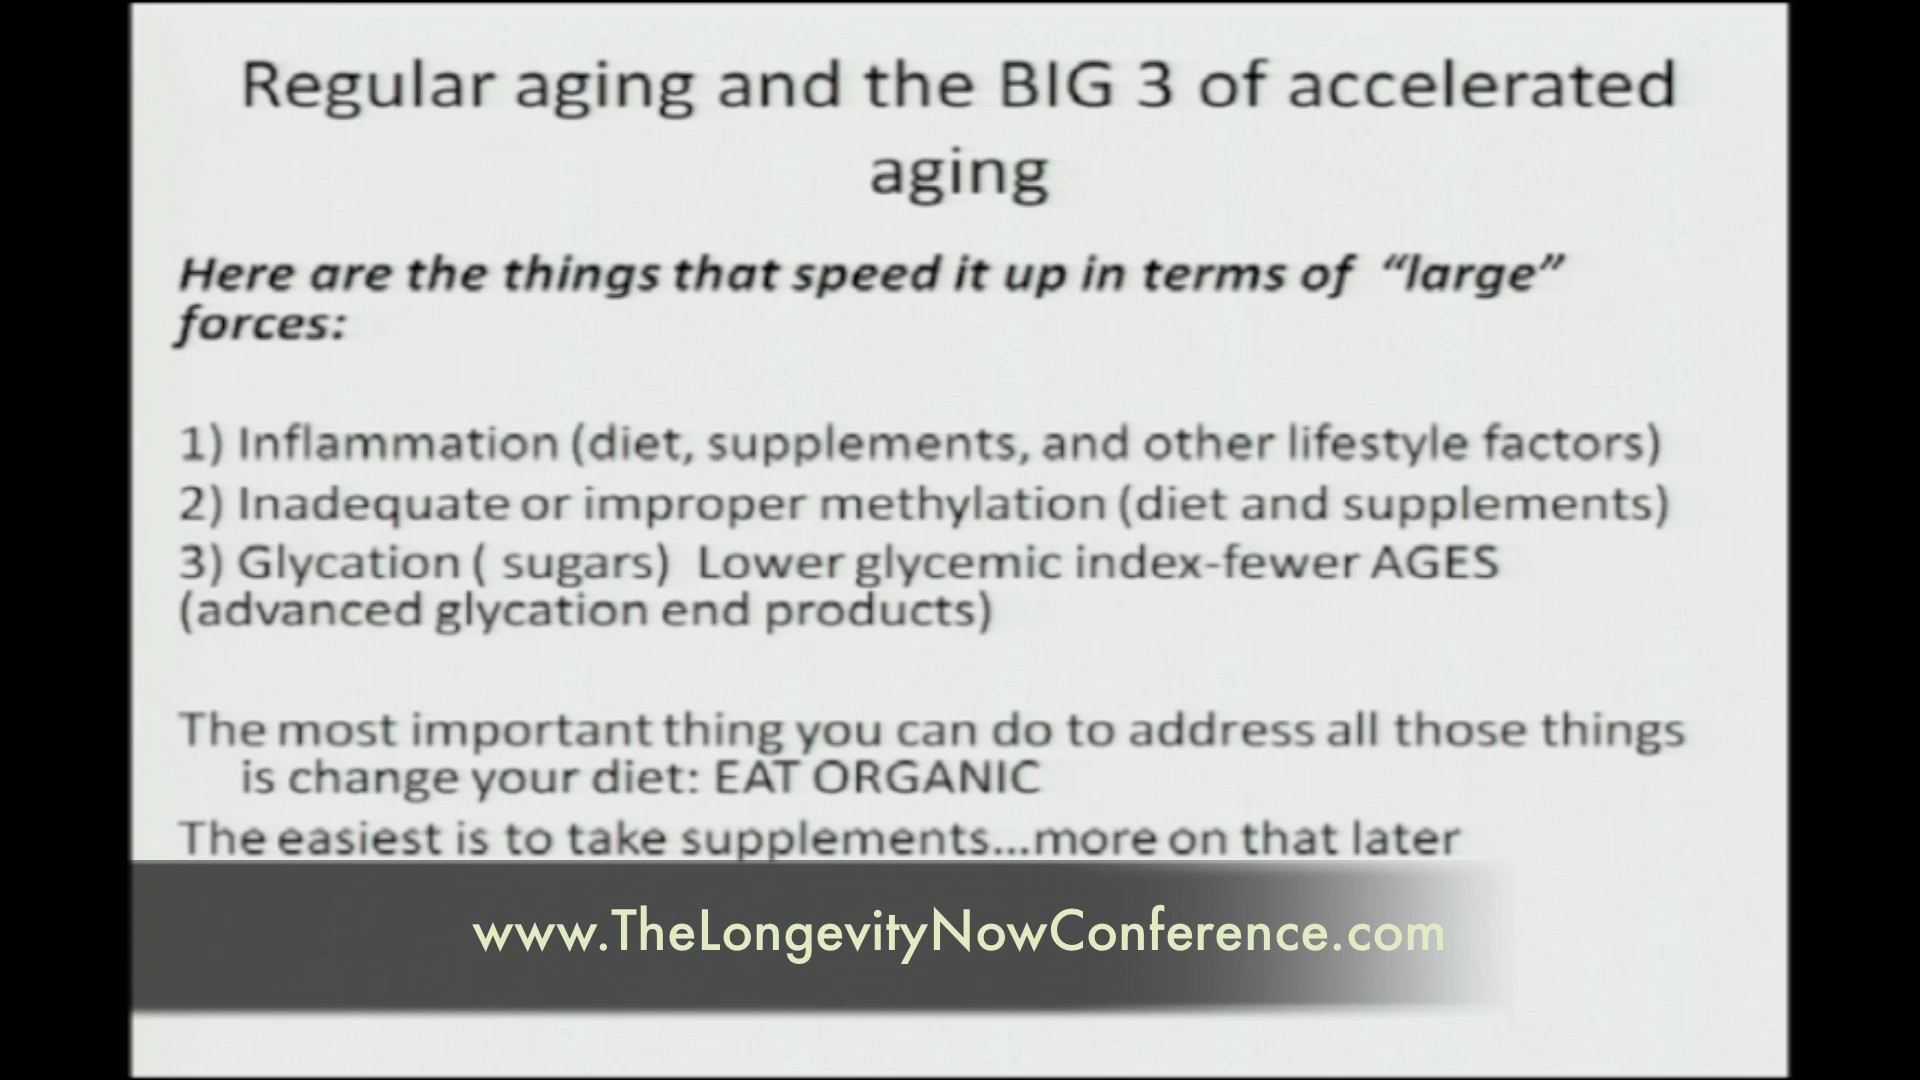 Regular aging and the BIG 3 of accelerated
aging
Here are the things that speed it up in terms of “large”
forces:
1) Inflammation (diet, supplements, and other lifestyle factors)
2) Inadequate or improper methylation (diet and supplements)
3) Glycation ( sugars) Lower glycemic index-fewer AGES
(advanced glycation end products)
The most important thing you can do to address all those things
is change your diet: EAT ORGANIC
The easiest is to take supplements...more on that later
www.TheLongevityNowConference.com